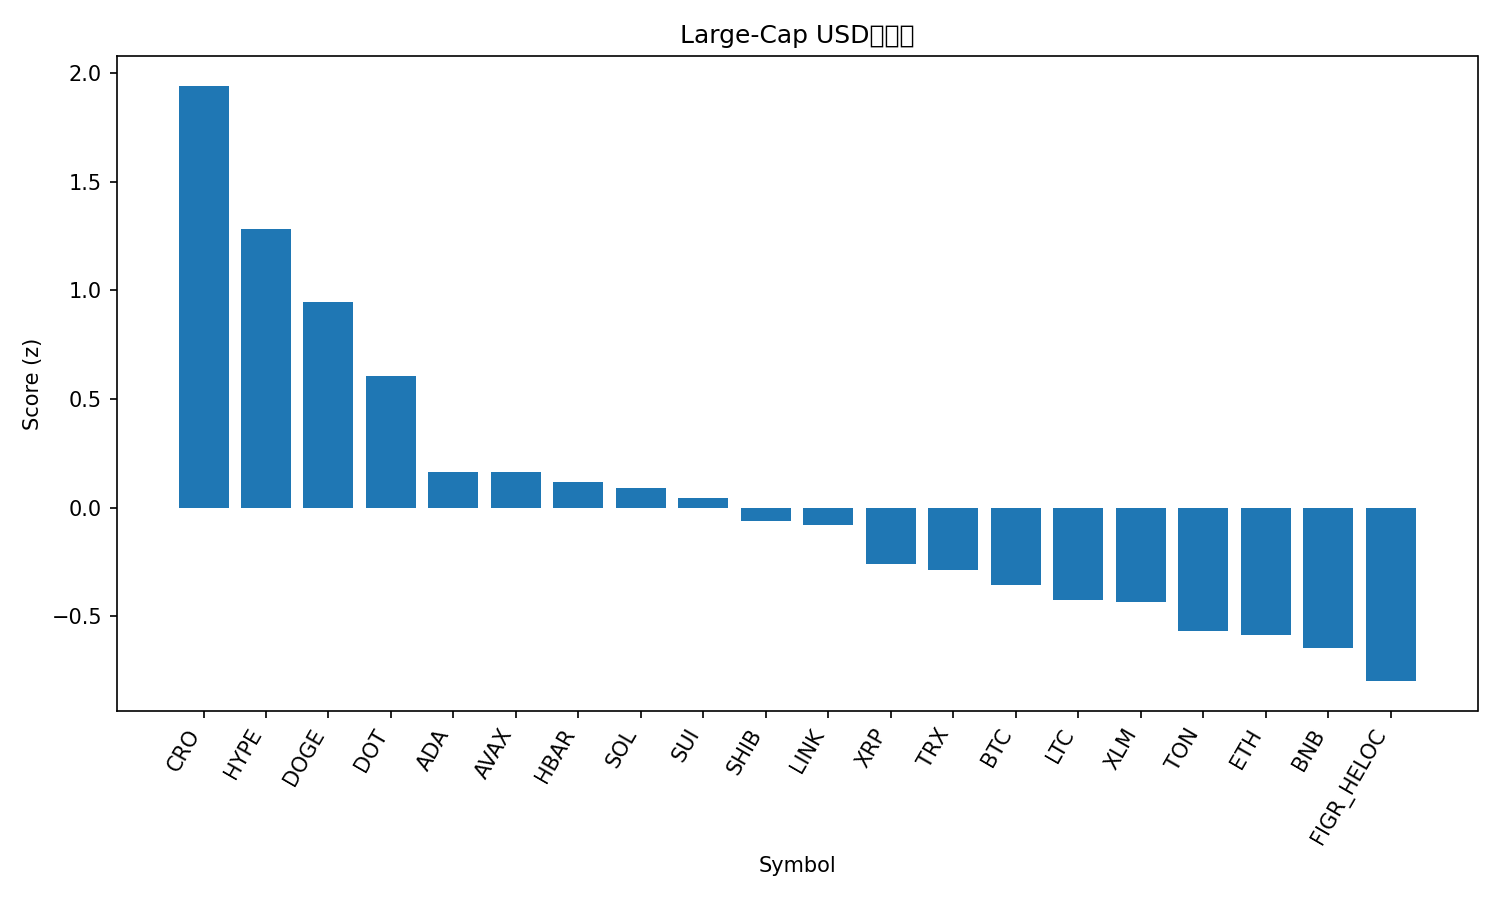 Large-Cap USD
2.0
1.5
1.0
0.5
0.0
−0.5
Score (z)
CRO
HYPE
DOGE
DOT
ADA
AVAX
HBAR
SOL
SUI
SHIB
LINK
XRP
TRX
BTC
LTC
XLM
TON
ETH
BNB
FIGR_HELOC
Symbol